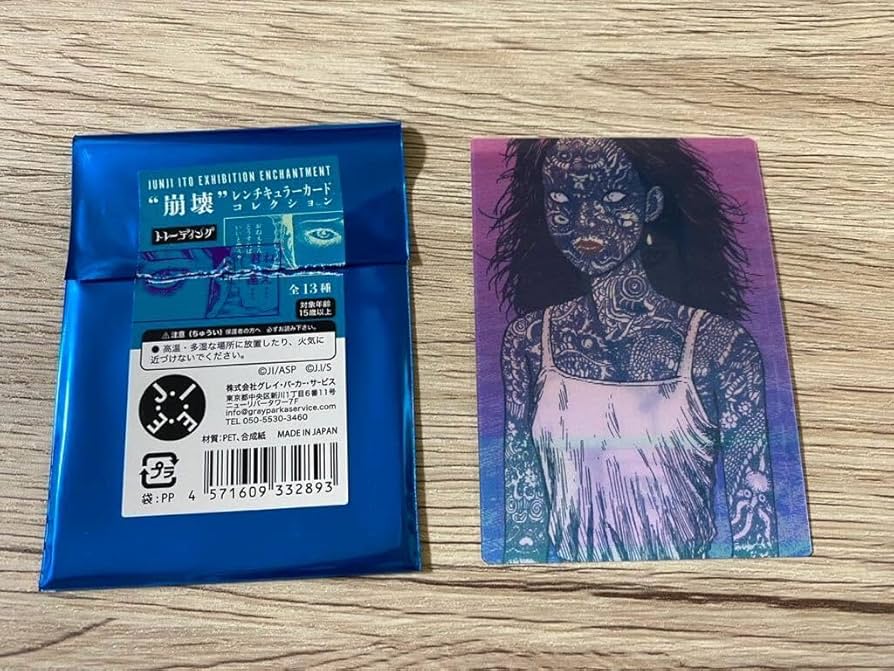 JUNJI ITO EXHIBITION ENCHANTMENT
“崩壊”レンチキュラーカード
コレクション
トレーディング
全13種
対象年齢
15歳以上
注意《ちゅうい》保護者の方へ 必ずお読み下さい。
● 高温・多湿な場所に放置したり、火気に
近づけないでください。
©JI/ASP ©J.I/S
株式会社グレイ・パーカー・サービス
東京都中央区新川1丁目6番11号
ニューリバータワー7F
info@grayparkaservice.com
TEL 050-5530-3460
材質：PET、合成紙 MADE IN JAPAN
プラ
袋：PP
4 571609 332893